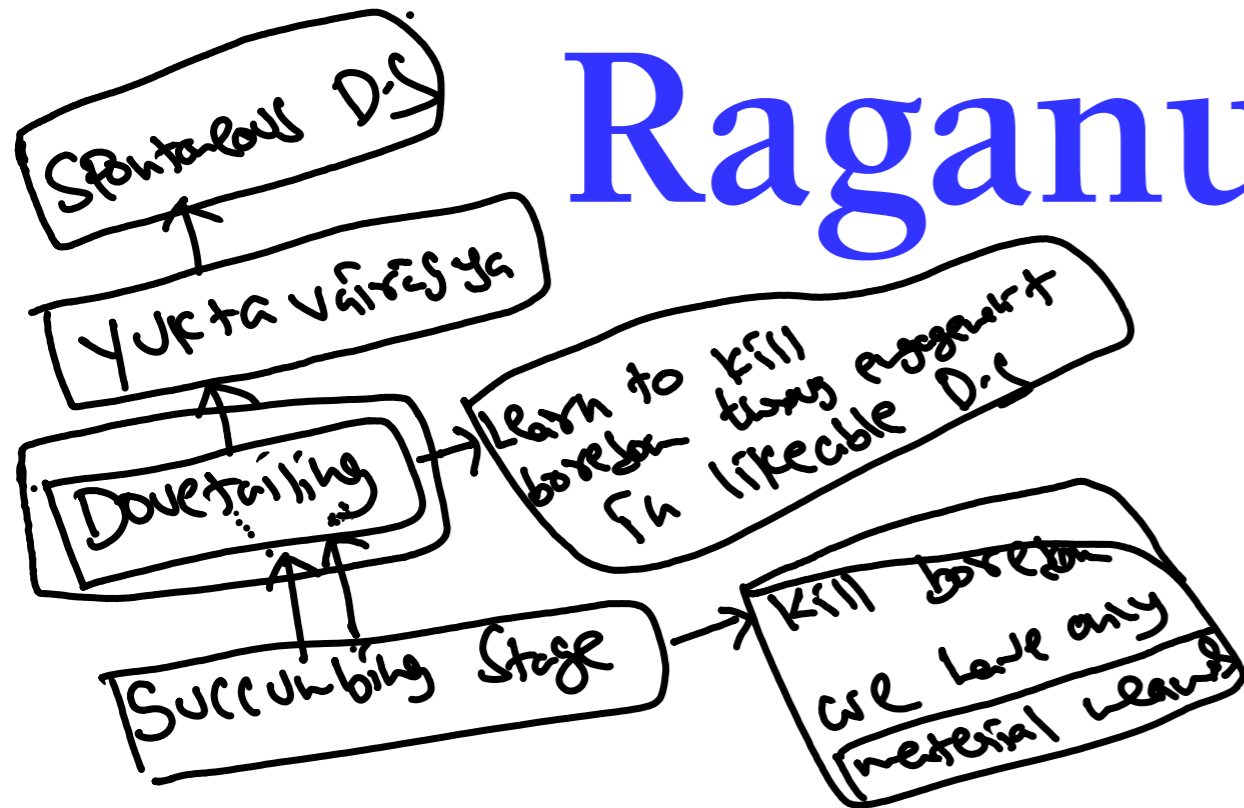 Raganu
Spontaneous D.S
Yukta Vairagya
Learn to kill
boredom throug engagement
in likeable D.S
Dovetailing
Kill boredom
we have only
material means
Succumbing Stage